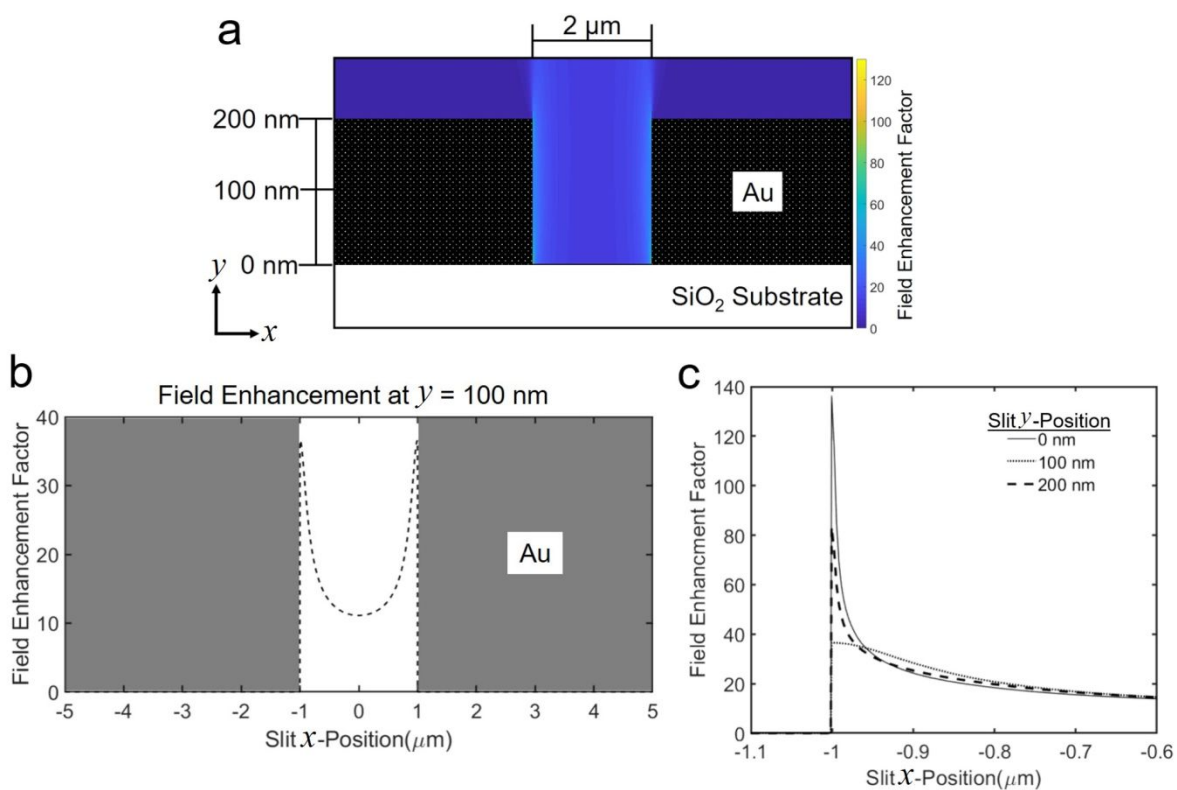 a
2 μm
200 nm
100 nm
0 nm
y
x
Au
SiO₂ Substrate
120
100
80
60
40
20
0
Field Enhancement Factor
b
Field Enhancement at y = 100 nm
40
30
20
10
0
Field Enhancement Factor
Au
-5 -4 -3 -2 -1 0 1 2 3 4 5
Slit x-Position(μm)
c
140
120
100
80
60
40
20
0
Field Enhancment Factor
Slit y-Position
0 nm
100 nm
200 nm
-1.1 -1 -0.9 -0.8 -0.7 -0.6
Slit x-Position(μm)